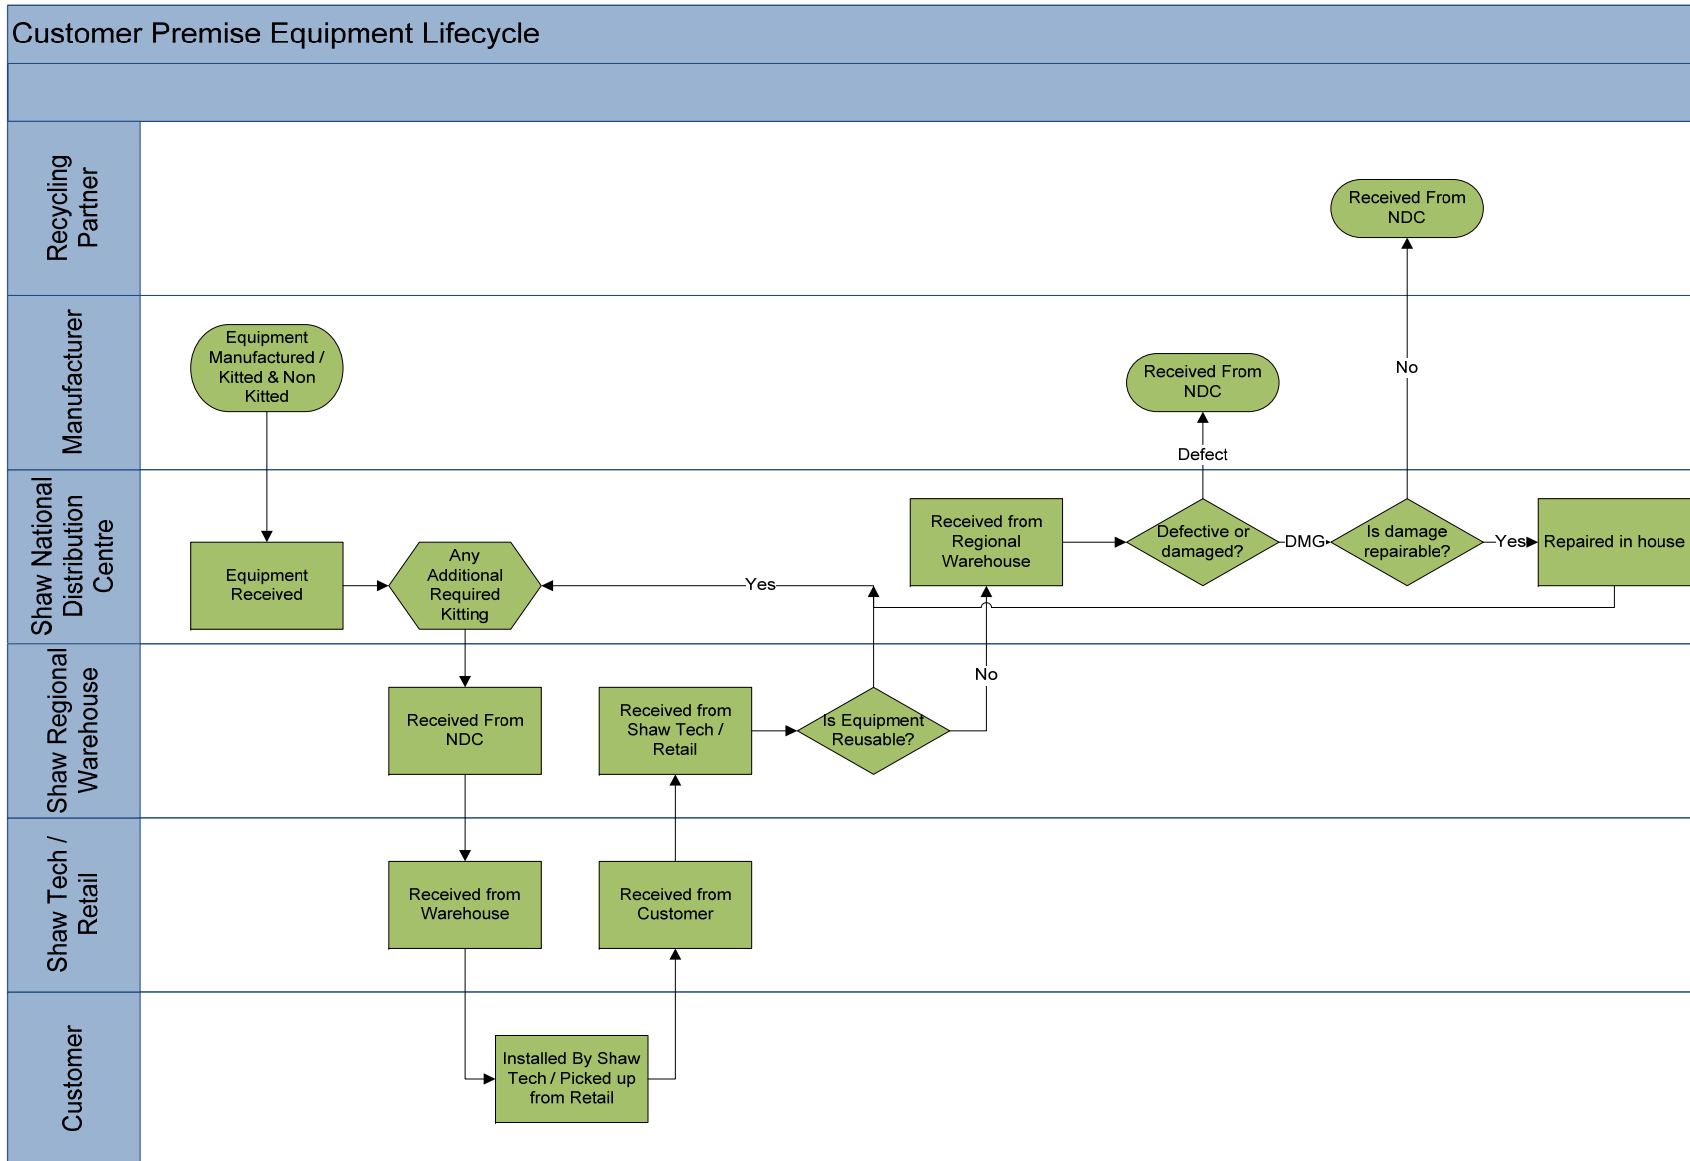 Customer Premise Equipment Lifecycle
Recycling
Partner
Received From
NDC
Manufacturer
Equipment
Manufactured /
Kitted & Non
Kitted
Received From
NDC
No
Defect
Shaw National
Distribution
Centre
Equipment
Received
Any
Additional
Required
Kitting
Yes
Received from
Regional
Warehouse
Defective or
damaged?
DMG
Is damage
repairable?
Yes
Repaired in house
Shaw Regional
Warehouse
Received From
NDC
Received from
Shaw Tech /
Retail
Is Equipment
Reusable?
No
Shaw Tech /
Retail
Received from
Warehouse
Received from
Customer
Customer
Installed By Shaw
Tech / Picked up
from Retail